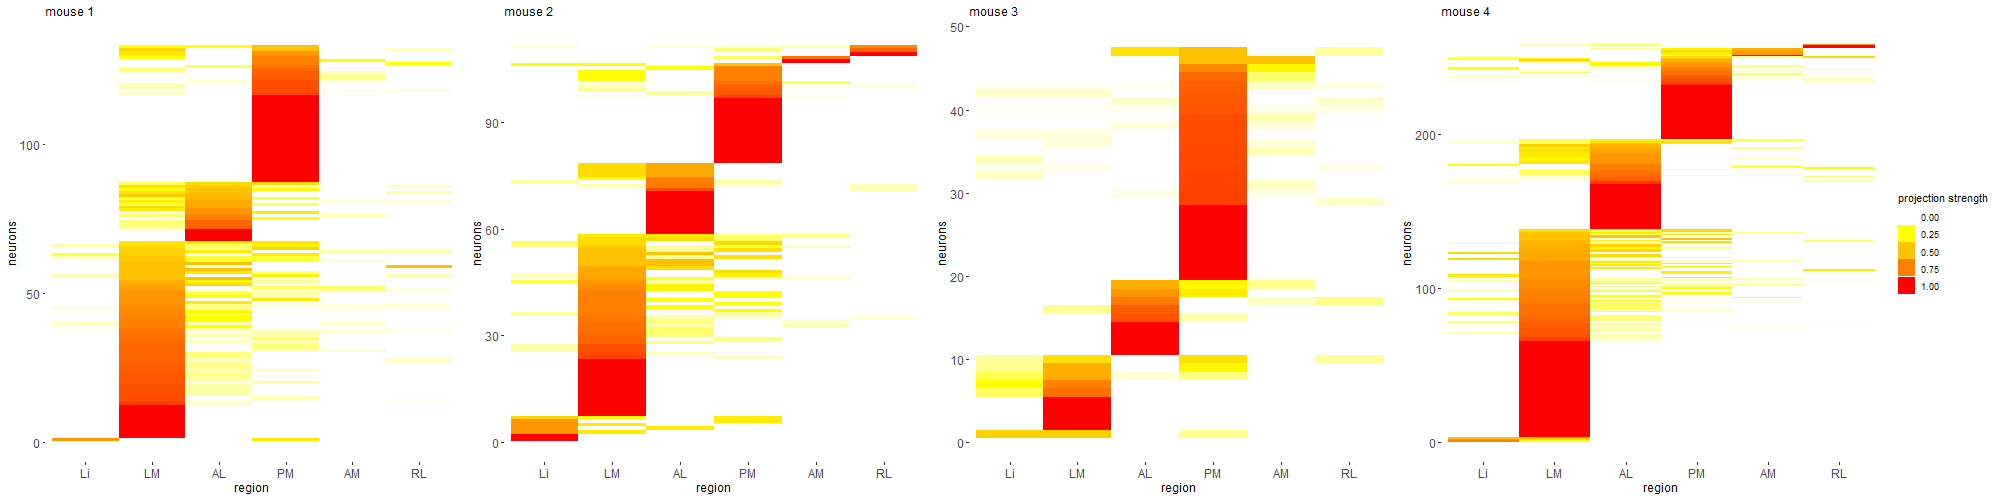 mouse 1
neurons
100
50
0
Li LM AL PM AM RL
region
mouse 2
neurons
90
60
30
0
Li LM AL PM AM RL
region
mouse 3
neurons
50
40
30
20
10
0
Li LM AL PM AM RL
region
mouse 4
neurons
200
100
0
Li LM AL PM AM RL
region
projection strength
0.00
0.25
0.50
0.75
1.00